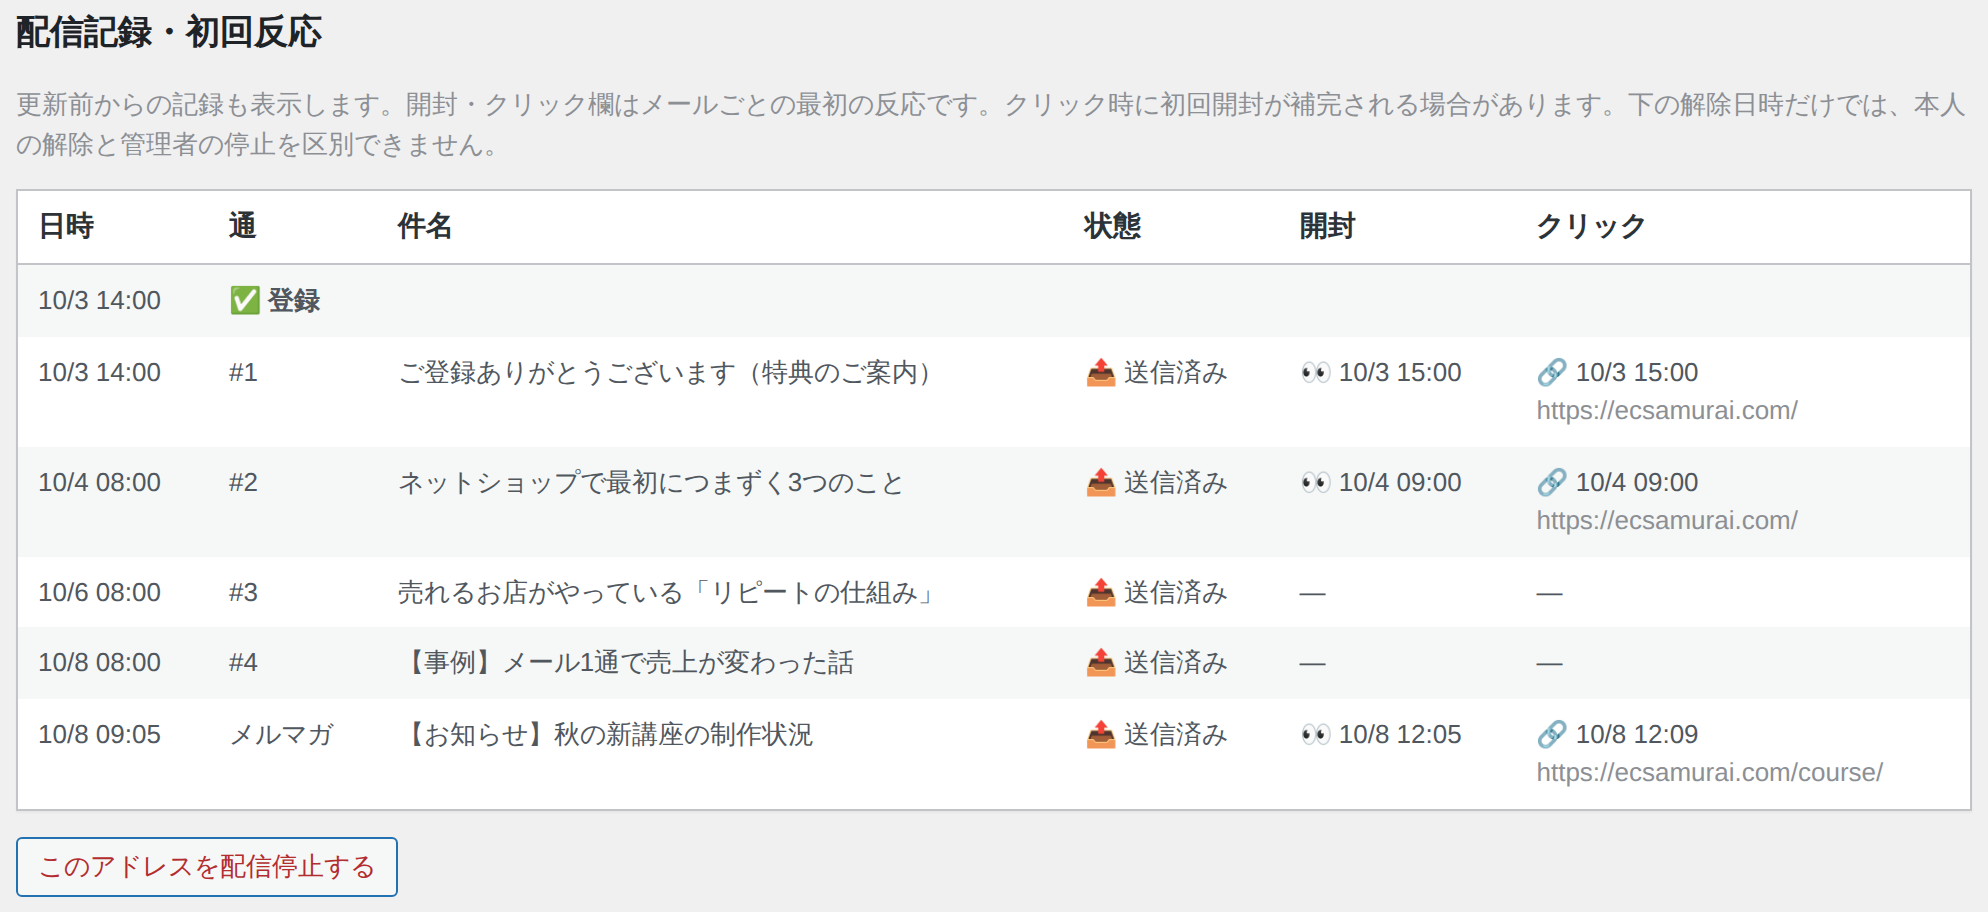 配信記録・初回反応
更新前からの記録も表示します。開封・クリック欄はメールごとの最初の反応です。クリック時に初回開封が補完される場合があります。下の解除日時だけでは、本人
の解除と管理者の停止を区別できません。
日時 通 件名 状態 開封 クリック
10/3 14:00 ✅ 登録
10/3 14:00 #1 ご登録ありがとうございます（特典のご案内） 📤 送信済み 👀 10/3 15:00 🔗 10/3 15:00
https://ecsamurai.com/
10/4 08:00 #2 ネットショップで最初につまずく3つのこと 📤 送信済み 👀 10/4 09:00 🔗 10/4 09:00
https://ecsamurai.com/
10/6 08:00 #3 売れるお店がやっている「リピートの仕組み」 📤 送信済み — —
10/8 08:00 #4 【事例】メール1通で売上が変わった話 📤 送信済み — —
10/8 09:05 メルマガ 【お知らせ】秋の新講座の制作状況 📤 送信済み 👀 10/8 12:05 🔗 10/8 12:09
https://ecsamurai.com/course/
このアドレスを配信停止する